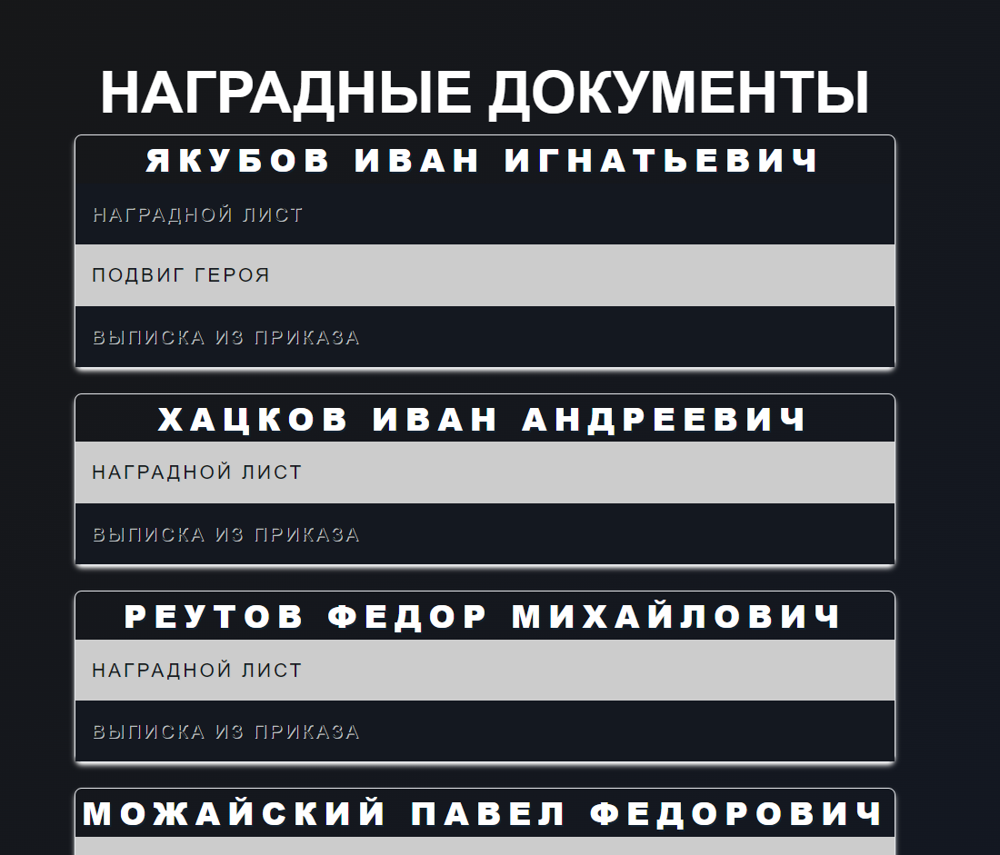 НАГРАДНЫЕ ДОКУМЕНТЫ
ЯКУБОВ ИВАН ИГНАТЬЕВИЧ
НАГРАДНОЙ ЛИСТ
ПОДВИГ ГЕРОЯ
ВЫПИСКА ИЗ ПРИКАЗА
ХАЦКОВ ИВАН АНДРЕЕВИЧ
НАГРАДНОЙ ЛИСТ
ВЫПИСКА ИЗ ПРИКАЗА
РЕУТОВ ФЕДОР МИХАЙЛОВИЧ
НАГРАДНОЙ ЛИСТ
ВЫПИСКА ИЗ ПРИКАЗА
МОЖАЙСКИЙ ПАВЕЛ ФЕДОРОВИЧ